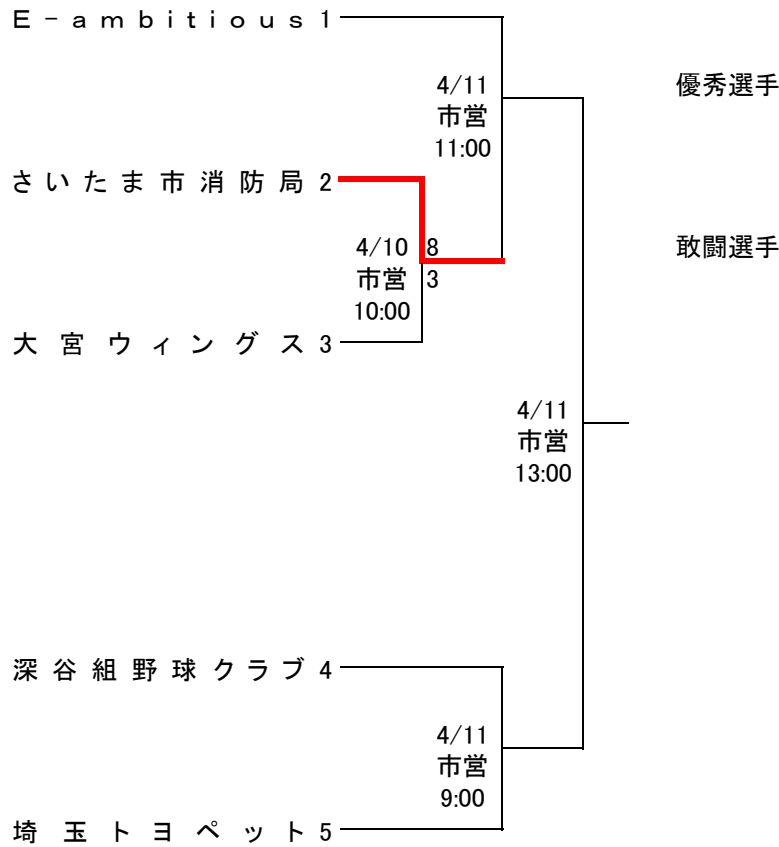 E-ambitious 1
4/11
市営
11:00
優秀選手
さいたま市消防局 2
4/10
市営
10:00
8
3
敢闘選手
大宮ウィングス 3
4/11
市営
13:00
深谷組野球クラブ 4
4/11
市営
9:00
埼玉トヨペット 5